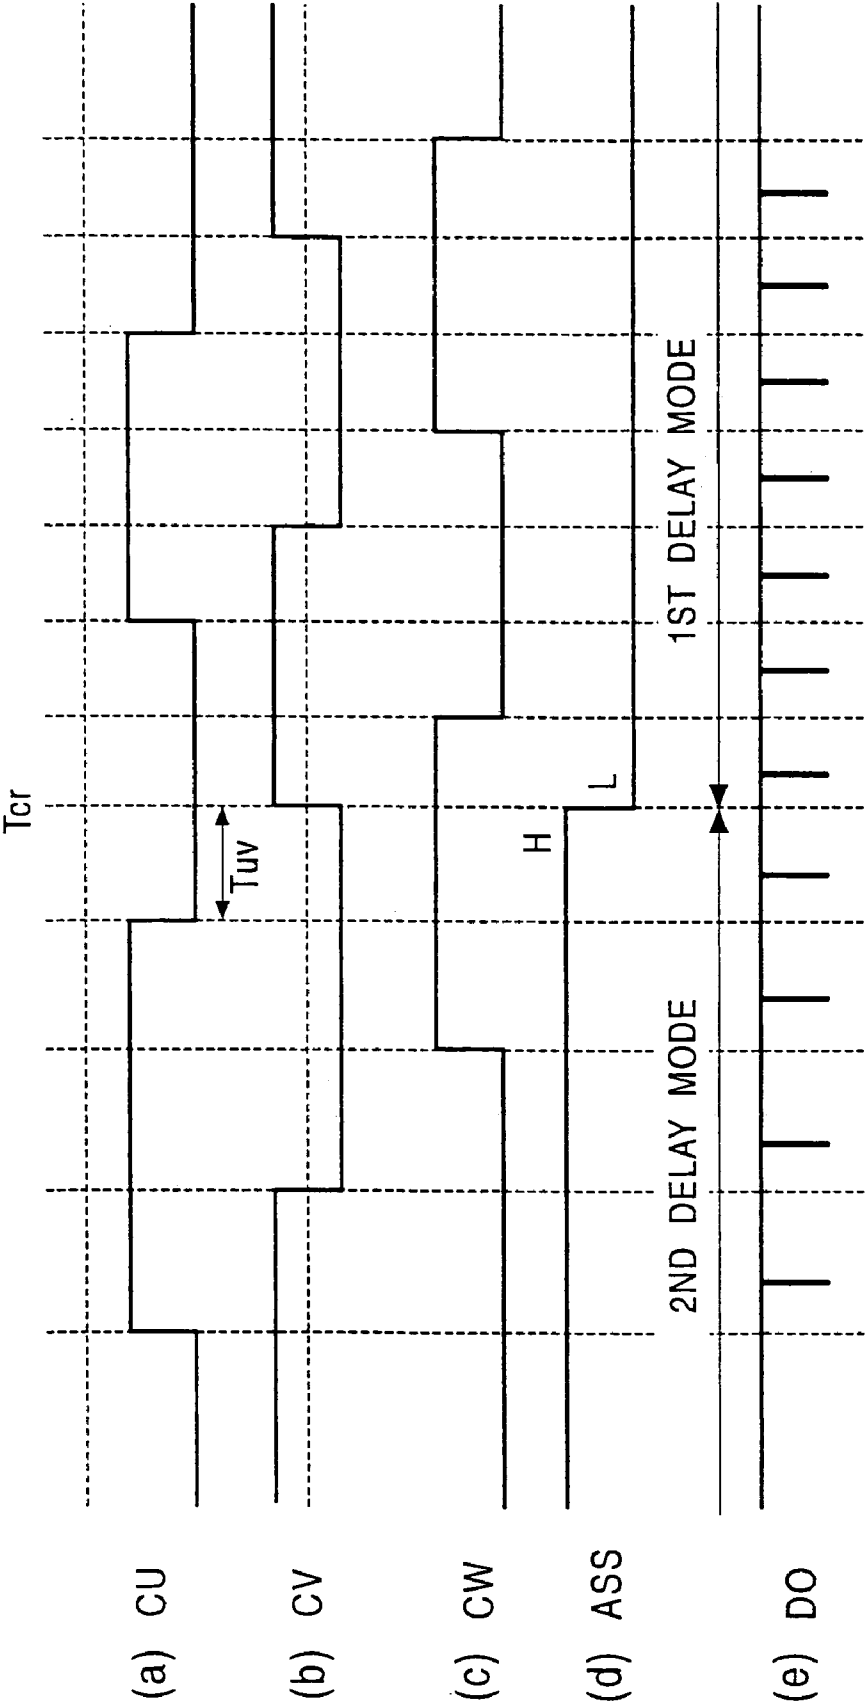 Tcr
(a) CU
Tuv
(b) CV
(c) CW
(d) ASS
H
L
2ND DELAY MODE
1ST DELAY MODE
(e) DO